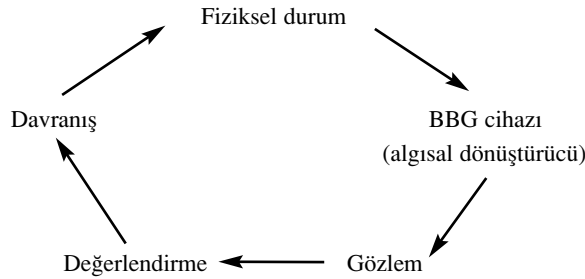 Fiziksel durum
BBG cihazı
(algısal dönüştürücü)
Gözlem
Değerlendirme
Davranış